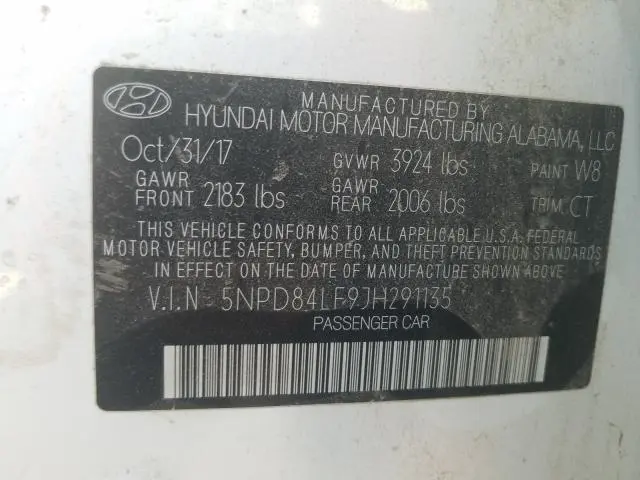 MANUFACTURED BY
HYUNDAI MOTOR MANUFACTURING ALABAMA, LLC
Oct/31/17 GVWR 3924 lbs PAINT W8
GAWR FRONT 2183 lbs GAWR REAR 2006 lbs TRIM CT
THIS VEHICLE CONFORMS TO ALL APPLICABLE U.S.A. FEDERAL
MOTOR VEHICLE SAFETY, BUMPER, AND THEFT PREVENTION STANDARDS
IN EFFECT ON THE DATE OF MANUFACTURE SHOWN ABOVE.
V.I.N 5NPD84LF9JH291135
PASSENGER CAR